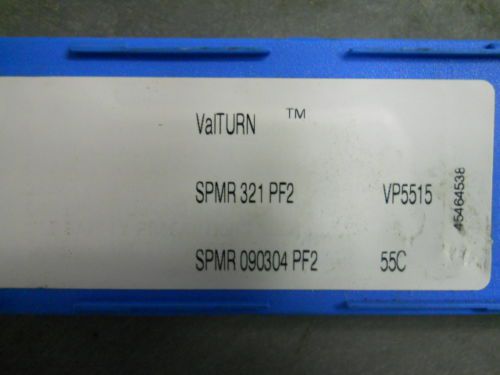 ValTURN ™
SPMR 321 PF2 VP5515
SPMR 090304 PF2 55C
45464538